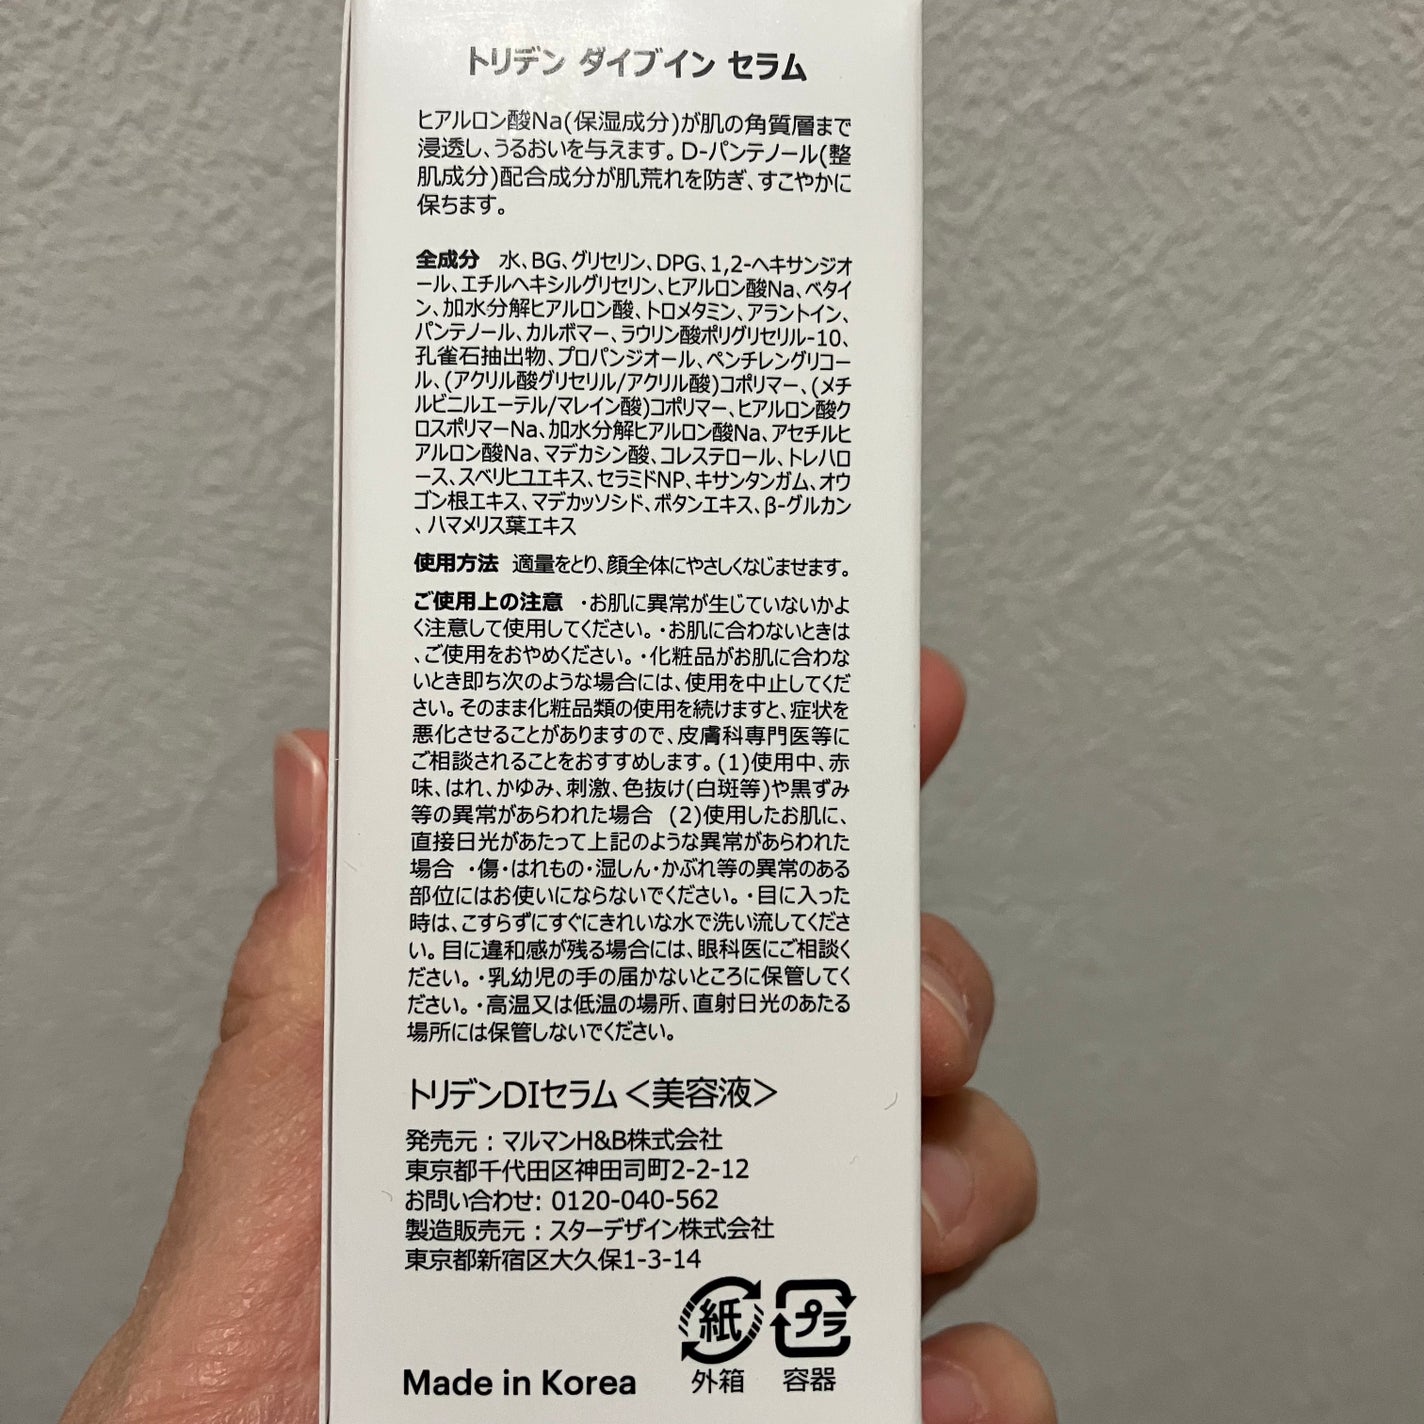 トリデン ダイブイン セラム
ヒアルロン酸Na(保湿成分)が肌の角質層まで
浸透し、うるおいを与えます。D-パンテノール(整
肌成分)配合成分が肌荒れを防ぎ、すこやかに
保ちます。
全成分 水、BG、グリセリン、DPG、1,2-ヘキサンジオ
ール、エチルヘキシルグリセリン、ヒアルロン酸Na、ベタイ
ン、加水分解ヒアルロン酸、トロメタミン、アラントイン、
パンテノール、カルボマー、ラウリン酸ポリグリセリル-10、
孔雀石抽出物、プロパンジオール、ペンチレングリコー
ル、(アクリル酸グリセリル/アクリル酸)コポリマー、(メチ
ルビニルエーテル/マレイン酸)コポリマー、ヒアルロン酸ク
ロスポリマーNa、加水分解ヒアルロン酸Na、アセチルヒ
アルロン酸Na、マデカシン酸、コレステロール、トレハロ
ース、スベリヒユエキス、セラミドNP、キサンタンガム、オウ
ゴン根エキス、マデカッソシド、ボタンエキス、β-グルカン
、ハマメリス葉エキス
使用方法 適量をとり、顔全体にやさしくなじませます。
ご使用上の注意 ・お肌に異常が生じていないかよ
く注意して使用してください。・お肌に合わないときは
、ご使用をおやめください。・化粧品がお肌に合わな
いとき即ち次のような場合には、使用を中止してくだ
さい。そのまま化粧品類の使用を続けますと、症状を
悪化させることがありますので、皮膚科専門医等に
ご相談されることをおすすめします。(1)使用中、赤
味、はれ、かゆみ、刺激、色抜け(白斑等)や黒ずみ
等の異常があらわれた場合 (2)使用したお肌に、
直接日光があたって上記のような異常があらわれた
場合 ・傷・はれもの・湿しん・かぶれ等の異常のある
部位にはお使いにならないでください。・目に入った
時は、こすらずにすぐにきれいな水で洗い流してくださ
い。目に違和感が残る場合には、眼科医にご相談く
ださい。・乳幼児の手の届かないところに保管してく
ださい。・高温又は低温の場所、直射日光のあたる
場所には保管しないでください。
トリデンDIセラム＜美容液＞
発売元：マルマンH&B株式会社
東京都千代田区神田司町2-2-12
お問い合わせ: 0120-040-562
製造販売元：スターデザイン株式会社
東京都新宿区大久保1-3-14
紙 プラ
Made in Korea 外箱 容器